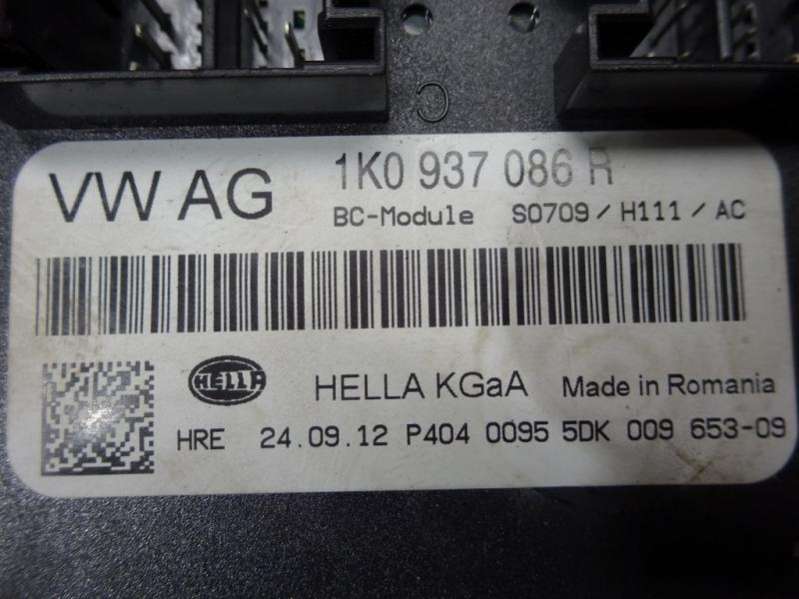 VW AG 1K0 937 086 R
BC-Module S0709/H111/AC
HELLA HELLA KGaA Made in Romania
HRE 24.09.12 P404 0095 5DK 009 653-09